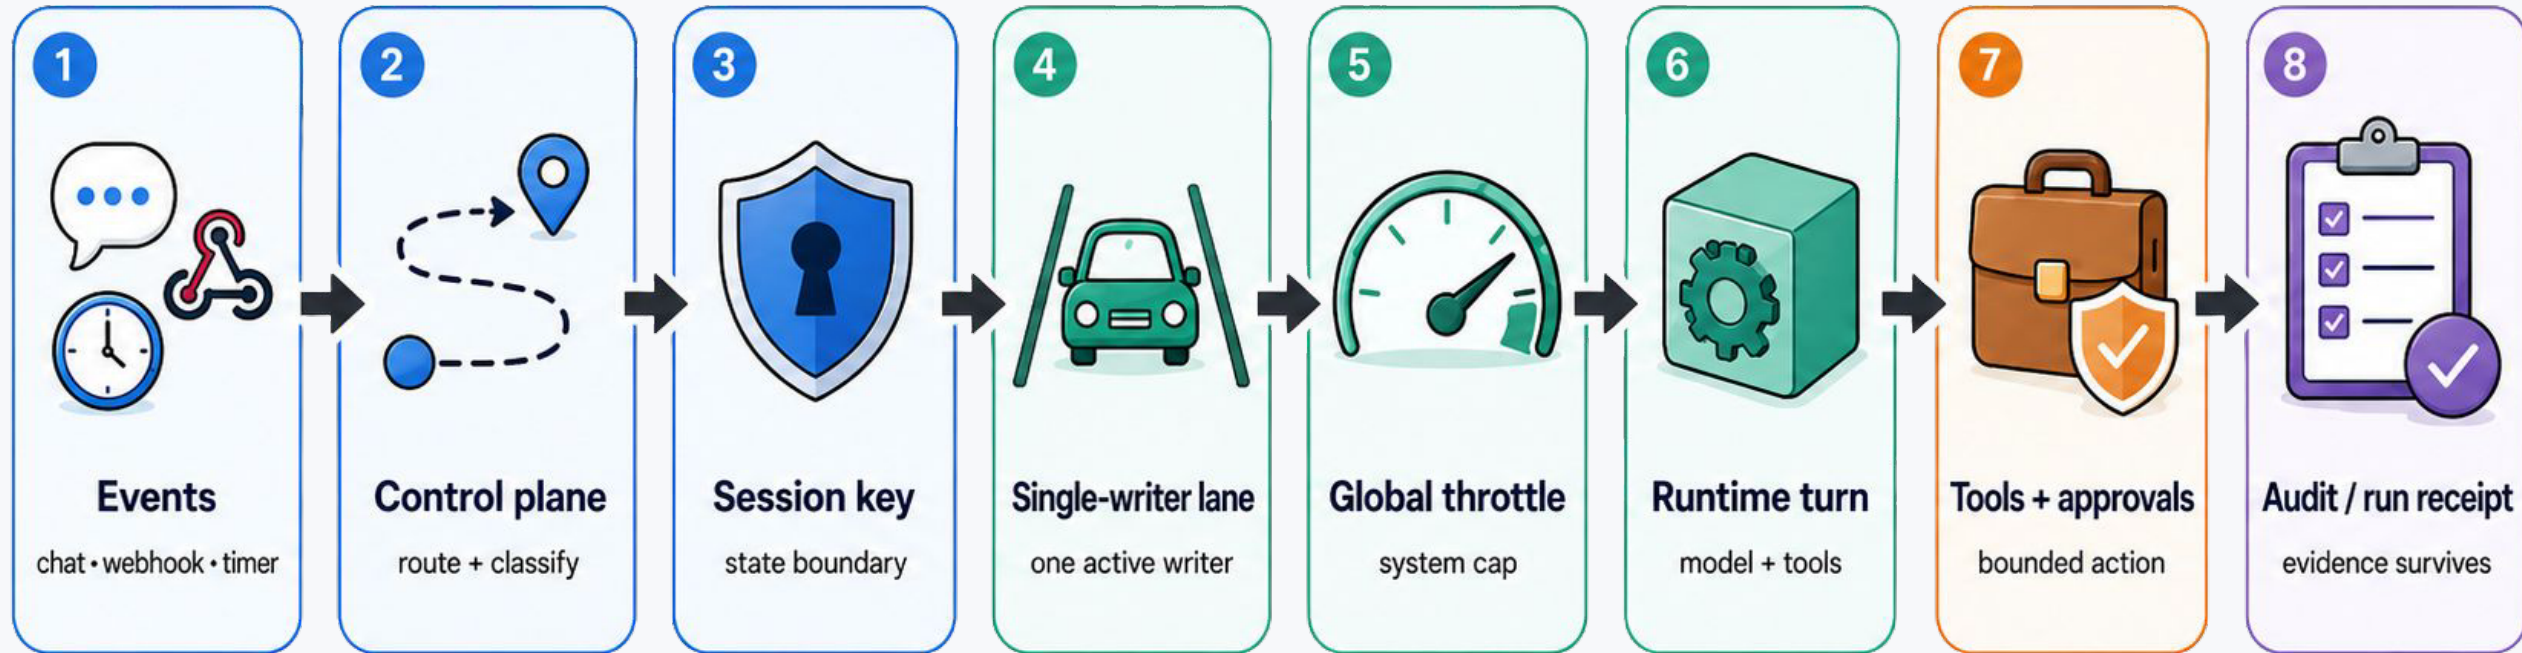 1
Events
chat • webhook • timer
2
Control plane
route + classify
3
Session key
state boundary
4
Single-writer lane
one active writer
5
Global throttle
system cap
6
Runtime turn
model + tools
7
Tools + approvals
bounded action
8
Audit / run receipt
evidence survives